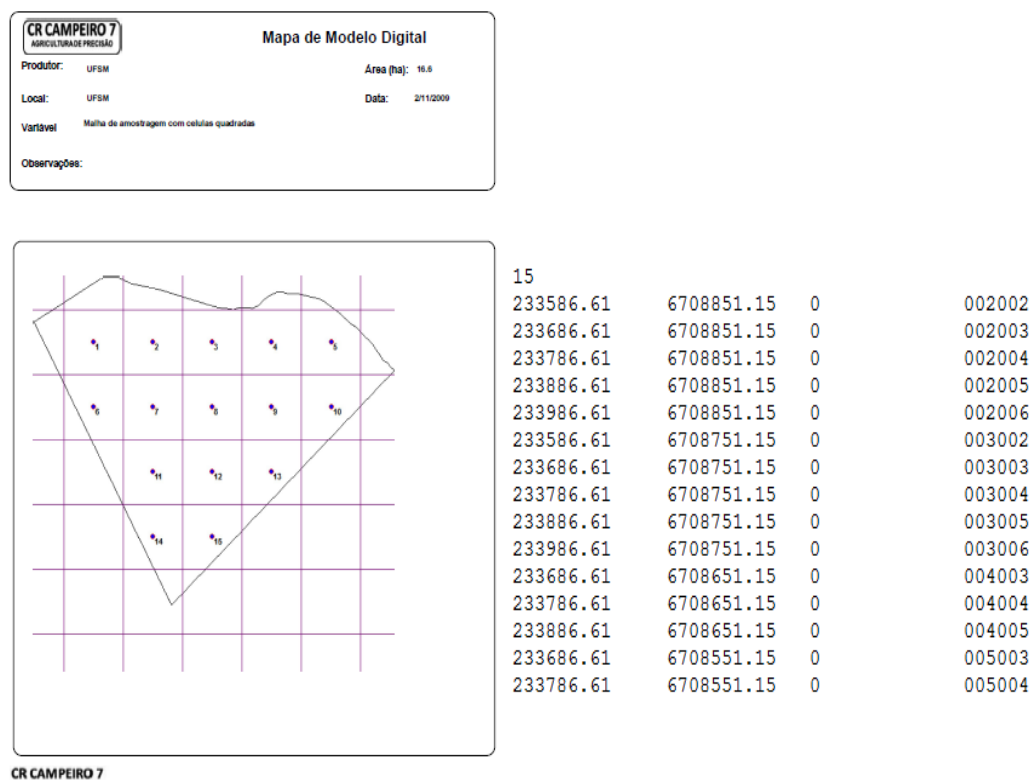 CR CAMPEIRO 7
AGRICULTURA DE PRECISÃO
Mapa de Modelo Digital
Produtor: UFSM Área (ha): 16.6
Local: UFSM Data: 2/11/2009
Variável Malha de amostragem com celulas quadradas
Observações:
1 2 3 4 5
6 7 8 9 10
11 12 13
14 15
15
233586.61 6708851.15 0 002002
233686.61 6708851.15 0 002003
233786.61 6708851.15 0 002004
233886.61 6708851.15 0 002005
233986.61 6708851.15 0 002006
233586.61 6708751.15 0 003002
233686.61 6708751.15 0 003003
233786.61 6708751.15 0 003004
233886.61 6708751.15 0 003005
233986.61 6708751.15 0 003006
233686.61 6708651.15 0 004003
233786.61 6708651.15 0 004004
233886.61 6708651.15 0 004005
233686.61 6708551.15 0 005003
233786.61 6708551.15 0 005004
CR CAMPEIRO 7